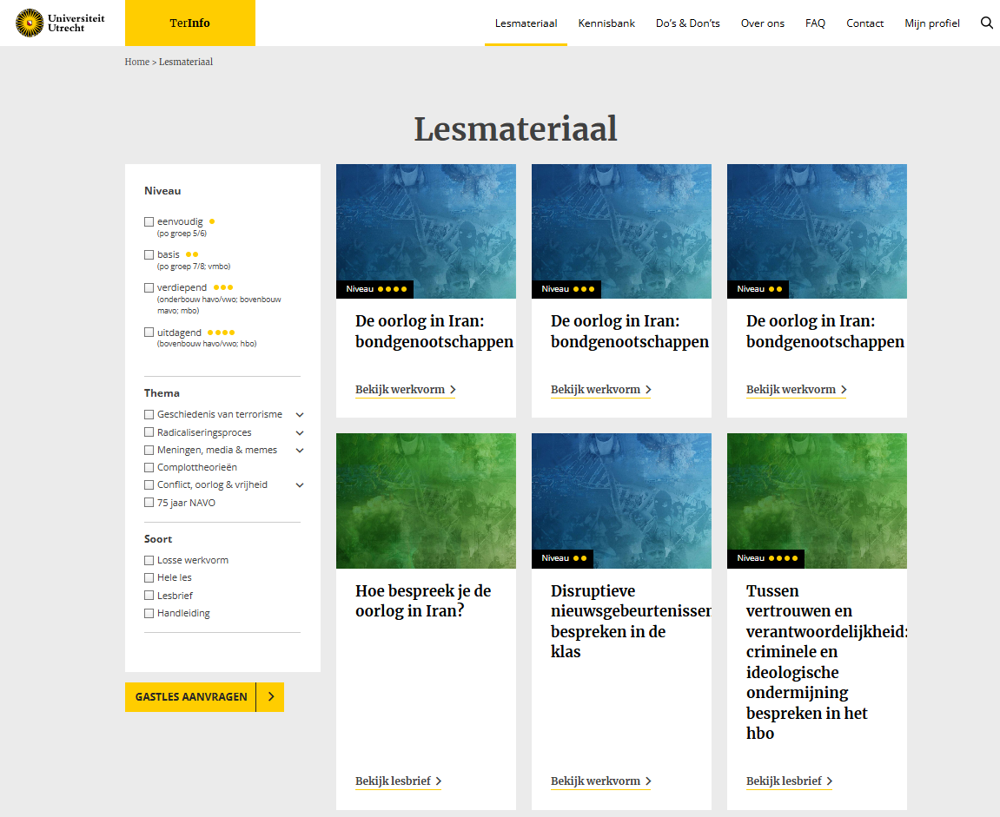 Universiteit
Utrecht
TerInfo
Lesmateriaal
Kennisbank
Do's & Don'ts
Over ons
FAQ
Contact
Mijn profiel
Home > Lesmateriaal
Lesmateriaal
Niveau
eenvoudig
(po groep 5/6)
basis
(po groep 7/8; vmbo)
verdiepend
(onderbouw havo/vwo; bovenbouw
mavo; mbo)
uitdagend
(bovenbouw havo/vwo; hbo)
Thema
Geschiedenis van terrorisme
Radicaliseringsproces
Meningen, media & memes
Complottheorieën
Conflict, oorlog & vrijheid
75 jaar NAVO
Soort
Losse werkvorm
Hele les
Lesbrief
Handleiding
GASTLES AANVRAGEN
Niveau
De oorlog in Iran:
bondgenootschappen
Bekijk werkvorm
Niveau
De oorlog in Iran:
bondgenootschappen
Bekijk werkvorm
Niveau
De oorlog in Iran:
bondgenootschappen
Bekijk werkvorm
Hoe bespreek je de
oorlog in Iran?
Bekijk lesbrief
Niveau
Disruptieve
nieuwsgebeurtenissen
bespreken in de
klas
Bekijk werkvorm
Niveau
Tussen
vertrouwen en
verantwoordelijkheid:
criminele en
ideologische
ondermijning
bespreken in het
hbo
Bekijk lesbrief